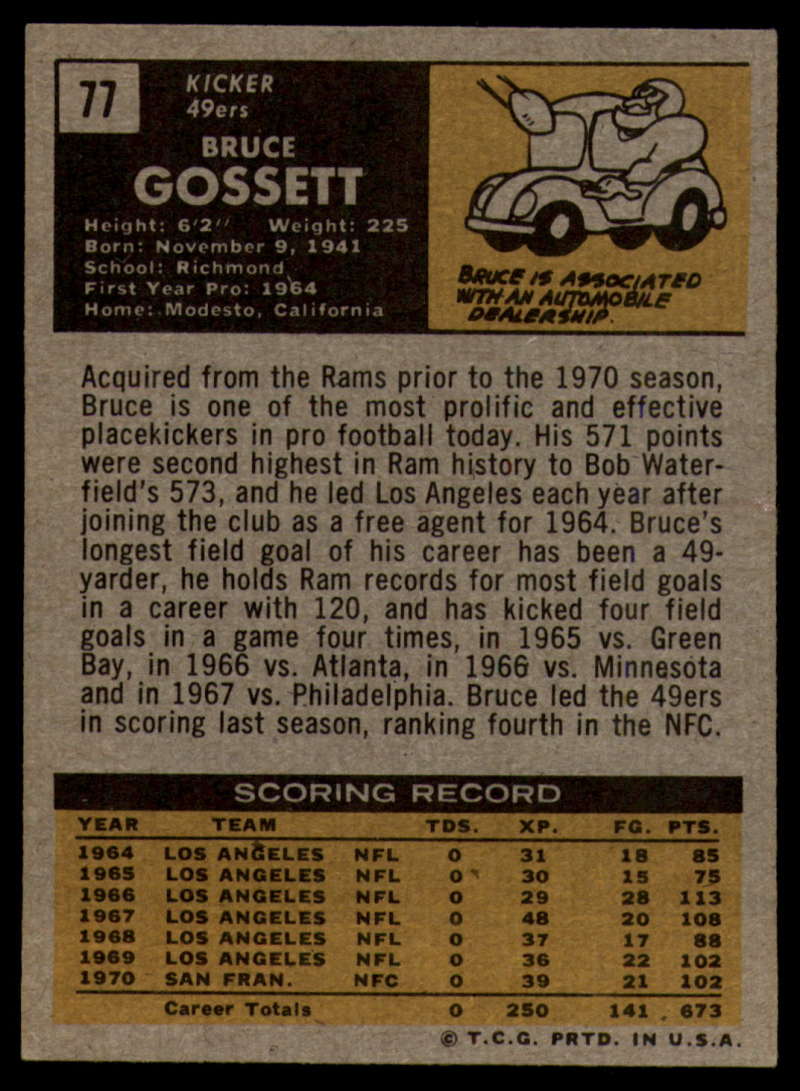 77
KICKER
49ers
BRUCE
GOSSETT
Height: 6'2" Weight: 225
Born: November 9, 1941
School: Richmond
First Year Pro: 1964
Home: Modesto, California
BRUCE IS ASSOCIATED
WITH AN AUTOMOBILE
DEALERSHIP.
Acquired from the Rams prior to the 1970 season,
Bruce is one of the most prolific and effective
placekickers in pro football today. His 571 points
were second highest in Ram history to Bob Water-
field's 573, and he led Los Angeles each year after
joining the club as a free agent for 1964. Bruce's
longest field goal of his career has been a 49-
yarder, he holds Ram records for most field goals
in a career with 120, and has kicked four field
goals in a game four times, in 1965 vs. Green
Bay, in 1966 vs. Atlanta, in 1966 vs. Minnesota
and in 1967 vs. Philadelphia. Bruce led the 49ers
in scoring last season, ranking fourth in the NFC.
SCORING RECORD
YEAR TEAM TDS. XP. FG. PTS.
1964 LOS ANGELES NFL 0 31 18 85
1965 LOS ANGELES NFL 0 30 15 75
1966 LOS ANGELES NFL 0 29 28 113
1967 LOS ANGELES NFL 0 48 20 108
1968 LOS ANGELES NFL 0 37 17 88
1969 LOS ANGELES NFL 0 36 22 102
1970 SAN FRAN. NFC 0 39 21 102
Career Totals 0 250 141 673
© T.C.G. PRTD. IN U.S.A.